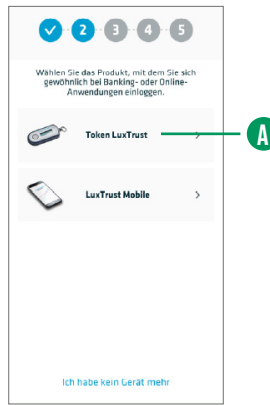 2 3 4 5
Wählen Sie das Produkt, mit dem Sie sich
gewöhnlich bei Banking- oder Online-
Anwendungen einloggen.
Token LuxTrust
A
LuxTrust Mobile
Ich habe kein Gerät mehr